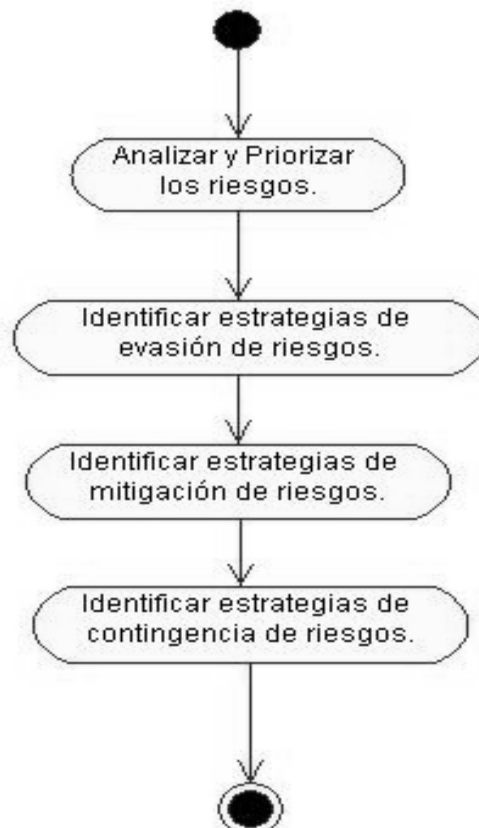 Analizar y Priorizar
los riesgos.
Identificar estrategias de
evasión de riesgos.
Identificar estrategias de
mitigación de riesgos.
Identificar estrategias de
contingencia de riesgos.